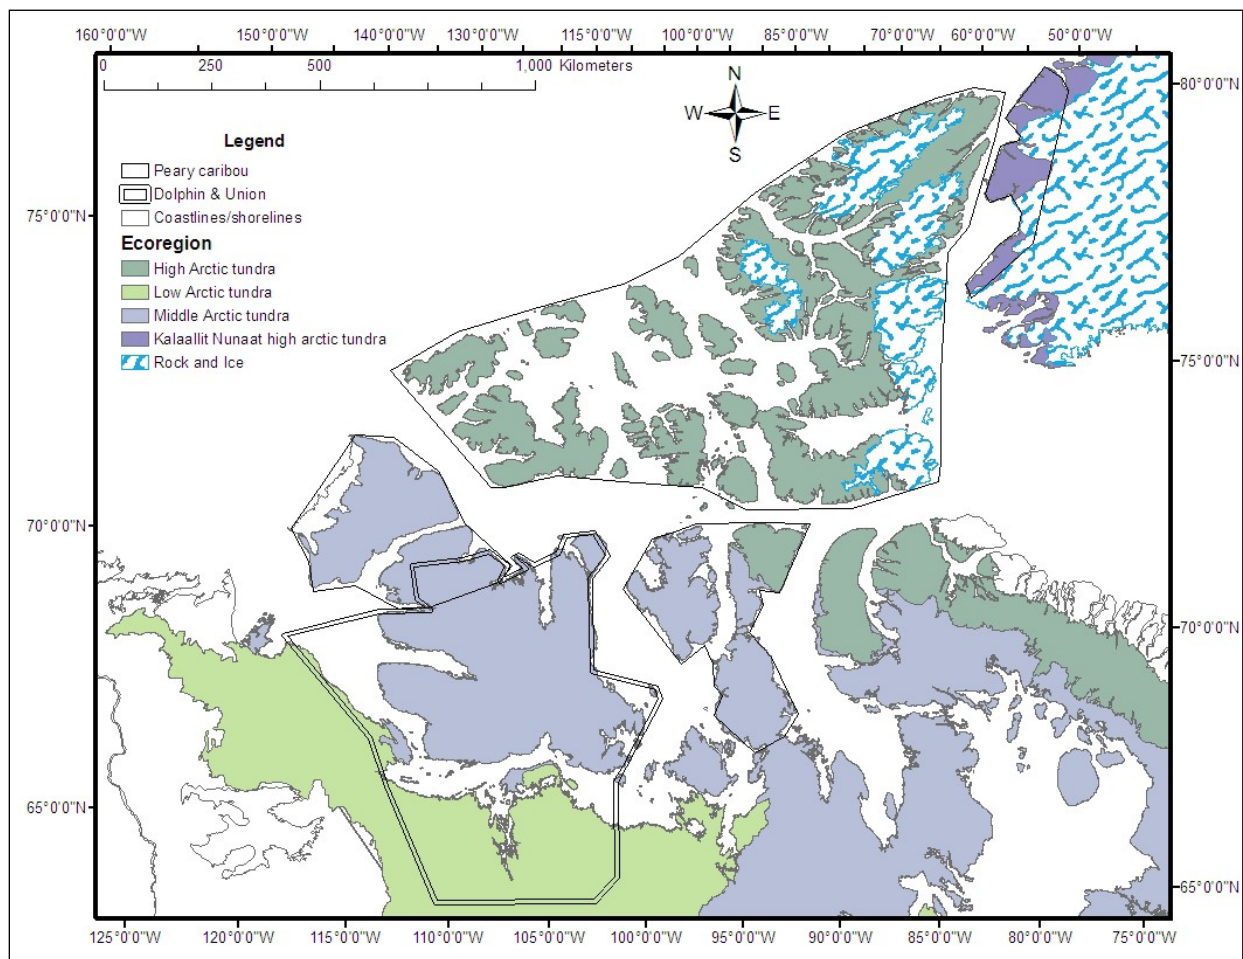 160°0'0"W 150°0'0"W 140°0'0"W 130°0'0"W 115°0'0"W 100°0'0"W 85°0'0"W 70°0'0"W 60°0'0"W 50°0'0"W
0 250 500 1,000 Kilometers
N
W E
S
80°0'0"N
75°0'0"N
75°0'0"N
70°0'0"N
70°0'0"N
65°0'0"N
65°0'0"N
Legend
Peary caribou
Dolphin & Union
Coastlines/shorelines
Ecoregion
High Arctic tundra
Low Arctic tundra
Middle Arctic tundra
Kalaallit Nunaat high arctic tundra
Rock and Ice
125°0'0"W 120°0'0"W 115°0'0"W 110°0'0"W 105°0'0"W 100°0'0"W 95°0'0"W 90°0'0"W 85°0'0"W 80°0'0"W 75°0'0"W